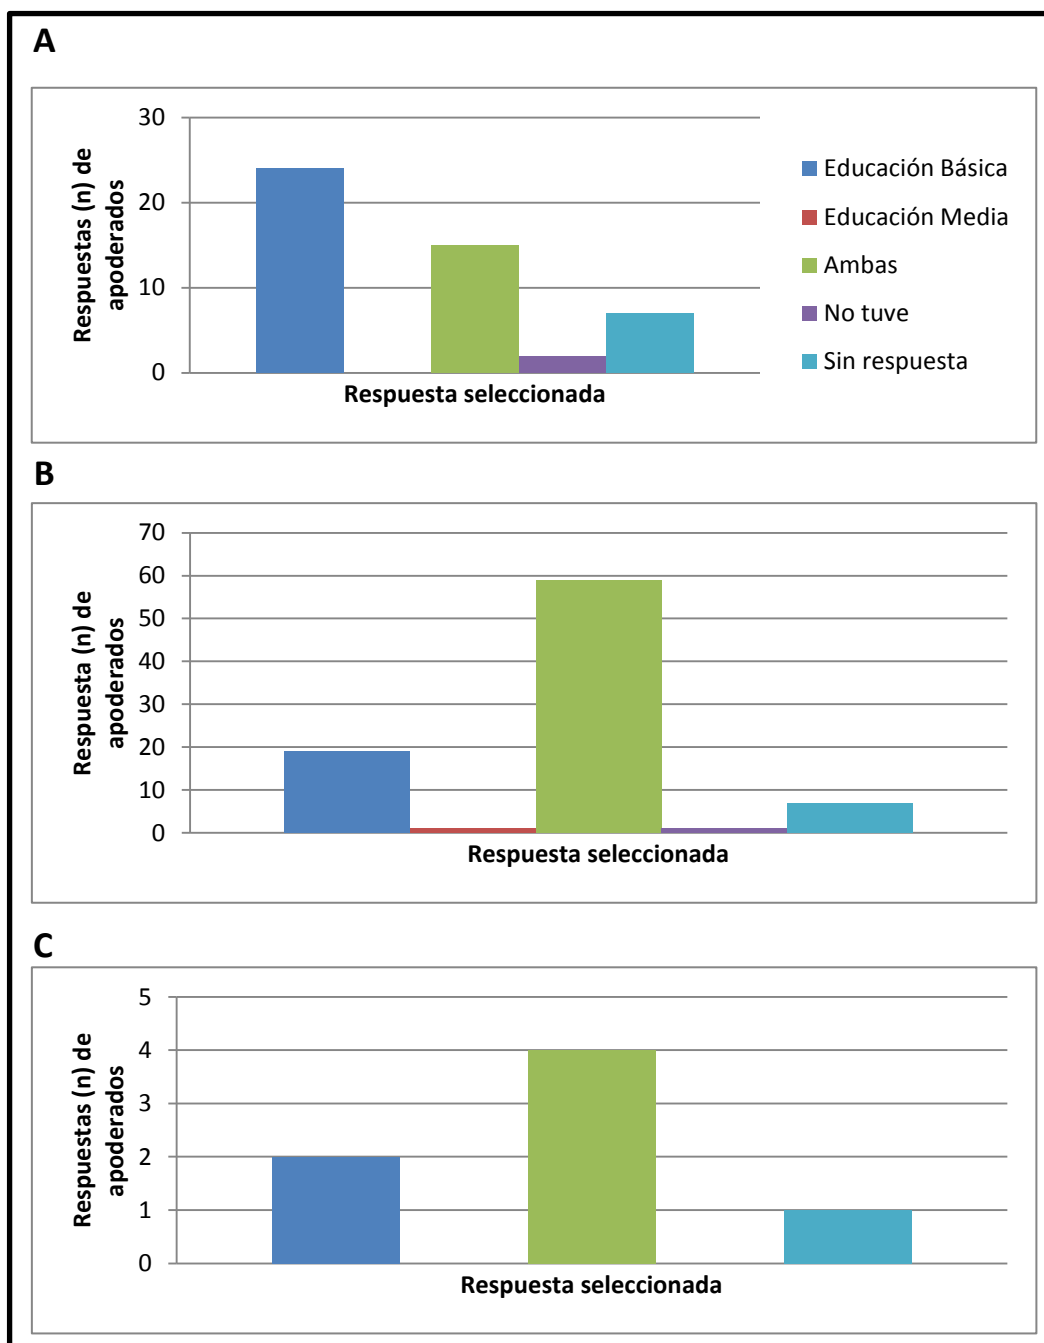 A
Respuestas (n) de
apoderados
30
20
10
0
Respuesta seleccionada
Educación Básica
Educación Media
Ambas
No tuve
Sin respuesta
B
Respuesta (n) de
apoderados
70
60
50
40
30
20
10
0
Respuesta seleccionada
C
Respuestas (n) de
apoderados
5
4
3
2
1
0
Respuesta seleccionada